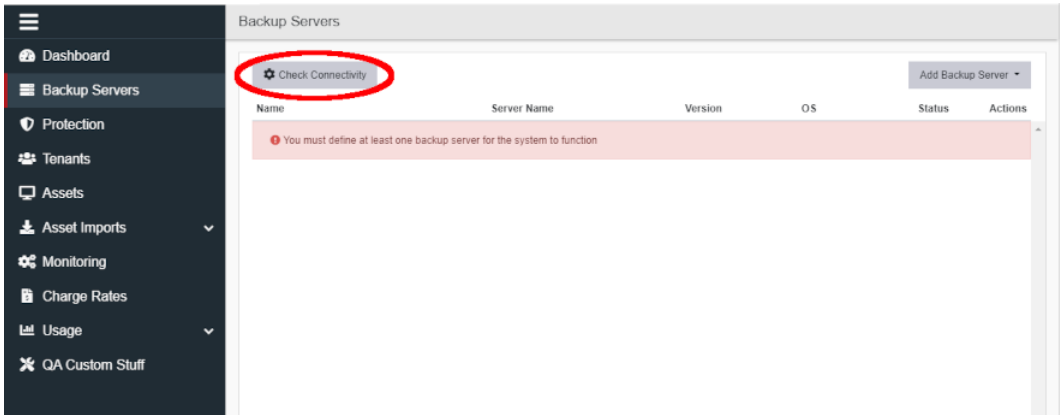 Backup Servers
Dashboard
Backup Servers
Protection
Tenants
Assets
Asset Imports
Monitoring
Charge Rates
Usage
QA Custom Stuff
Check Connectivity
Add Backup Server
Name Server Name Version OS Status Actions
You must define at least one backup server for the system to function